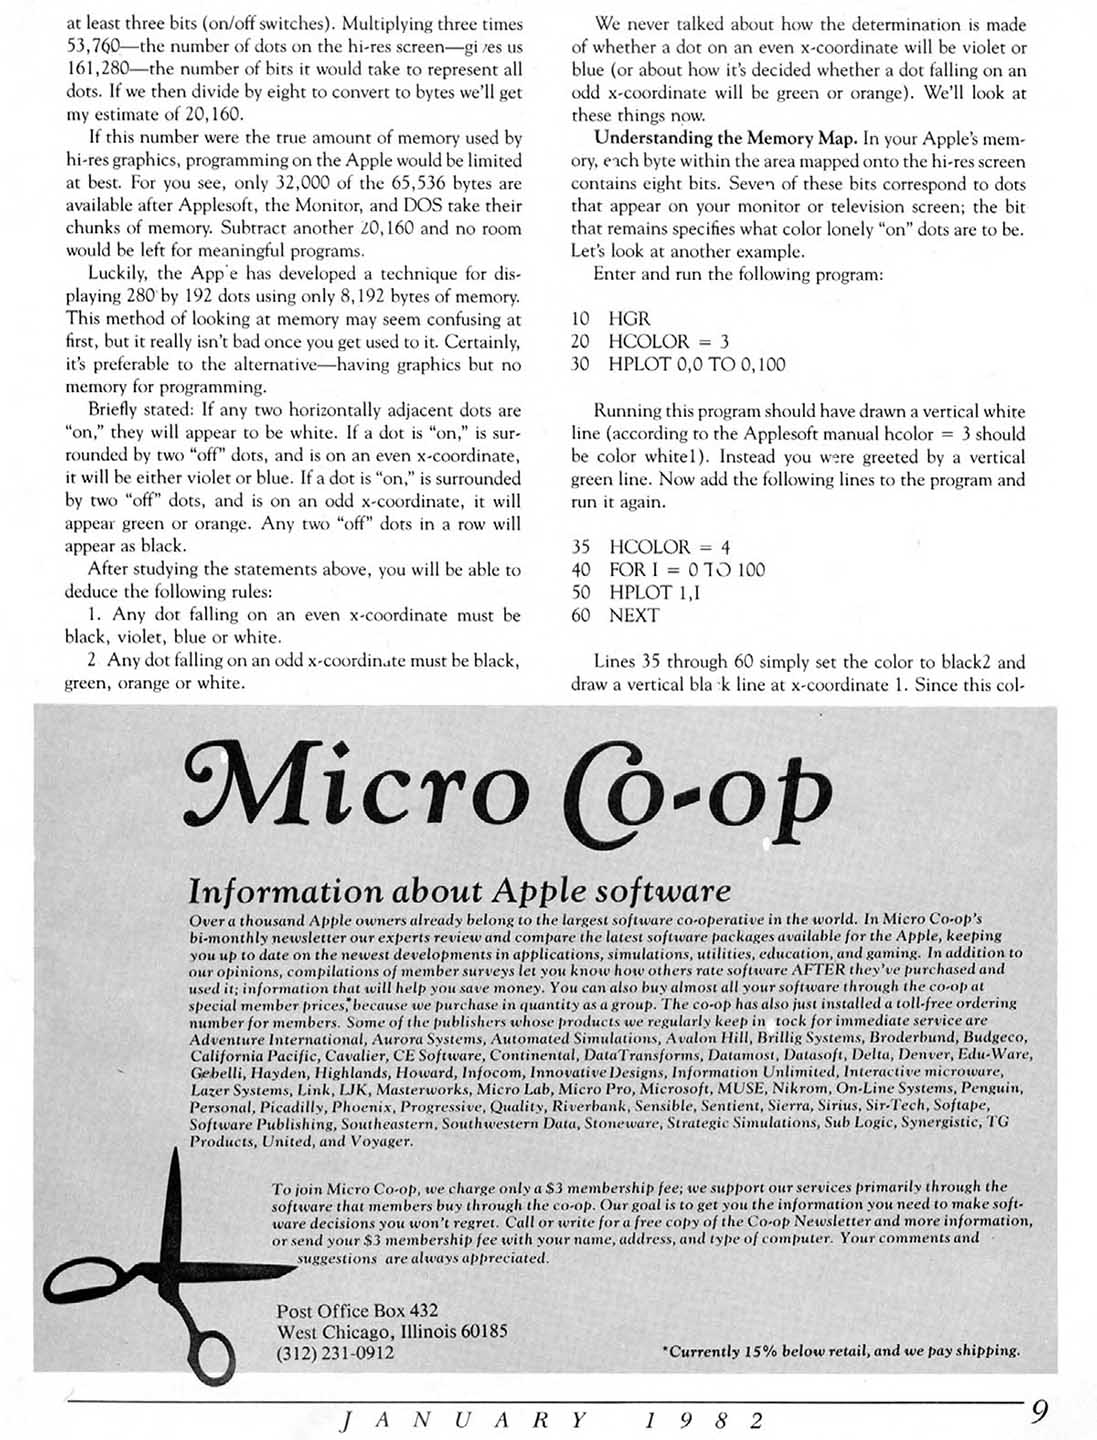 at least three bits (on/off switches). Multiplying three times
53,760—the number of dots on the hi-res screen—gives us
161,280—the number of bits it would take to represent all
dots. If we then divide by eight to convert to bytes we'll get
my estimate of 20,160.
If this number were the true amount of memory used by
hi-res graphics, programming on the Apple would be limited
at best. For you see, only 32,000 of the 65,536 bytes are
available after Applesoft, the Monitor, and DOS take their
chunks of memory. Subtract another 20,160 and no room
would be left for meaningful programs.
Luckily, the Apple has developed a technique for dis-
playing 280 by 192 dots using only 8,192 bytes of memory.
This method of looking at memory may seem confusing at
first, but it really isn't bad once you get used to it. Certainly,
it's preferable to the alternative—having graphics but no
memory for programming.
Briefly stated: If any two horizontally adjacent dots are
"on," they will appear to be white. If a dot is "on," is sur-
rounded by two "off" dots, and is on an even x-coordinate,
it will be either violet or blue. If a dot is "on," is surrounded
by two "off" dots, and is on an odd x-coordinate, it will
appear green or orange. Any two "off" dots in a row will
appear as black.
After studying the statements above, you will be able to
deduce the following rules:
1. Any dot falling on an even x-coordinate must be
black, violet, blue or white.
2 Any dot falling on an odd x-coordinate must be black,
green, orange or white.
We never talked about how the determination is made
of whether a dot on an even x-coordinate will be violet or
blue (or about how it's decided whether a dot falling on an
odd x-coordinate will be green or orange). We'll look at
these things now.
Understanding the Memory Map. In your Apple's mem-
ory, each byte within the area mapped onto the hi-res screen
contains eight bits. Seven of these bits correspond to dots
that appear on your monitor or television screen; the bit
that remains specifies what color lonely "on" dots are to be.
Let's look at another example.
Enter and run the following program:
10 HGR
20 HCOLOR = 3
30 HPLOT 0,0 TO 0,100
Running this program should have drawn a vertical white
line (according to the Applesoft manual hcolor = 3 should
be color white1). Instead you were greeted by a vertical
green line. Now add the following lines to the program and
run it again.
35 HCOLOR = 4
40 FOR I = 0 TO 100
50 HPLOT 1,I
60 NEXT
Lines 35 through 60 simply set the color to black2 and
draw a vertical black line at x-coordinate 1. Since this col-
Micro Co-op
Information about Apple software
Over a thousand Apple owners already belong to the largest software co-operative in the world. In Micro Co-op's
bi-monthly newsletter our experts review and compare the latest software packages available for the Apple, keeping
you up to date on the newest developments in applications, simulations, utilities, education, and gaming. In addition to
our opinions, compilations of member surveys let you know how others rate software AFTER they've purchased and
used it; information that will help you save money. You can also buy almost all your software through the co-op at
special member prices,* because we purchase in quantity as a group. The co-op has also just installed a toll-free ordering
number for members. Some of the publishers whose products we regularly keep in stock for immediate service are
Adventure International, Aurora Systems, Automated Simulations, Avalon Hill, Brillig Systems, Broderbund, Budgeco,
California Pacific, Cavalier, CE Software, Continental, DataTransforms, Datamost, Datasoft, Delta, Denver, Edu-Ware,
Gebelli, Hayden, Highlands, Howard, Infocom, Innovative Designs, Information Unlimited, Interactive microware,
Lazer Systems, Link, LJK, Masterworks, Micro Lab, Micro Pro, Microsoft, MUSE, Nikrom, On-Line Systems, Penguin,
Personal, Picadilly, Phoenix, Progressive, Quality, Riverbank, Sensible, Sentient, Sierra, Sirius, Sir-Tech, Softape,
Software Publishing, Southeastern, Southwestern Data, Stoneware, Strategic Simulations, Sub Logic, Synergistic, TG
Products, United, and Voyager.
To join Micro Co-op, we charge only a $3 membership fee; we support our services primarily through the
software that members buy through the co-op. Our goal is to get you the information you need to make soft-
ware decisions you won't regret. Call or write for a free copy of the Co-op Newsletter and more information,
or send your $3 membership fee with your name, address, and type of computer. Your comments and
suggestions are always appreciated.
Post Office Box 432
West Chicago, Illinois 60185
(312) 231-0912
*Currently 15% below retail, and we pay shipping.
JANUARY 1982 9